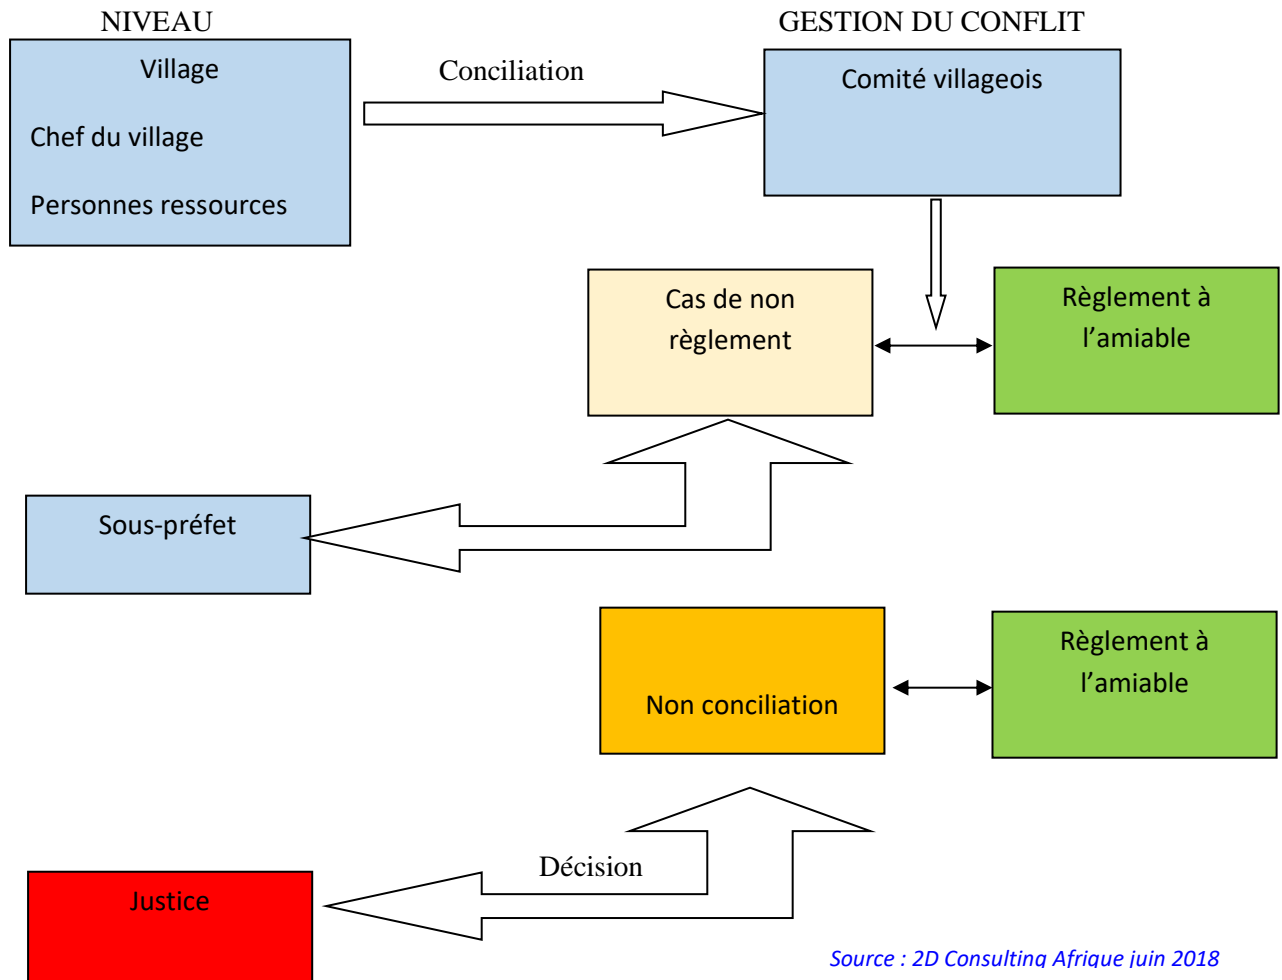 NIVEAU
GESTION DU CONFLIT
Village
Chef du village
Personnes ressources
Conciliation
Comité villageois
Cas de non
règlement
Règlement à
l’amiable
Sous-préfet
Non conciliation
Règlement à
l’amiable
Décision
Justice
Source : 2D Consulting Afrique juin 2018